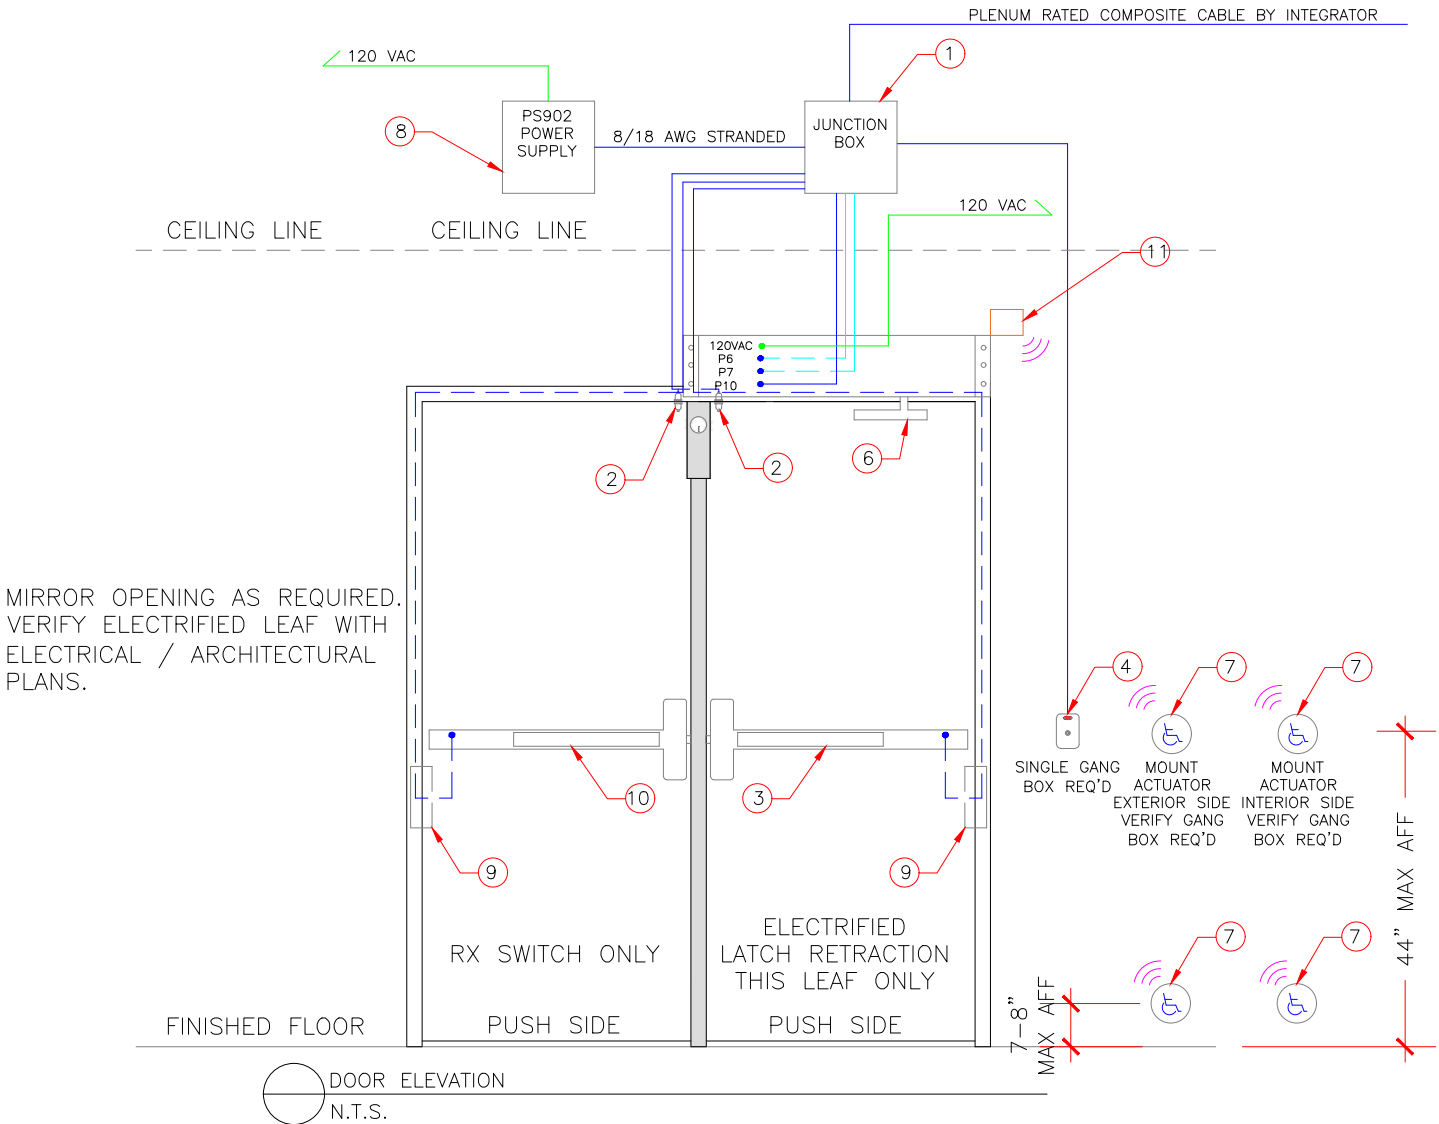 PLENUM RATED COMPOSITE CABLE BY INTEGRATOR
120 VAC
1
PS902
POWER
SUPPLY
8
8/18 AWG STRANDED
JUNCTION
BOX
120 VAC
CEILING LINE
CEILING LINE
11
120VAC
P6
P7
P10
2
2
6
MIRROR OPENING AS REQUIRED.
VERIFY ELECTRIFIED LEAF WITH
ELECTRICAL / ARCHITECTURAL
PLANS.
4
7
7
SINGLE GANG
BOX REQ'D
MOUNT
ACTUATOR
EXTERIOR SIDE
VERIFY GANG
BOX REQ'D
MOUNT
ACTUATOR
INTERIOR SIDE
VERIFY GANG
BOX REQ'D
10
3
9
9
44" MAX AFF
RX SWITCH ONLY
ELECTRIFIED
LATCH RETRACTION
THIS LEAF ONLY
7
7
7-8"
MAX AFF
FINISHED FLOOR
PUSH SIDE
PUSH SIDE
DOOR ELEVATION
N.T.S.